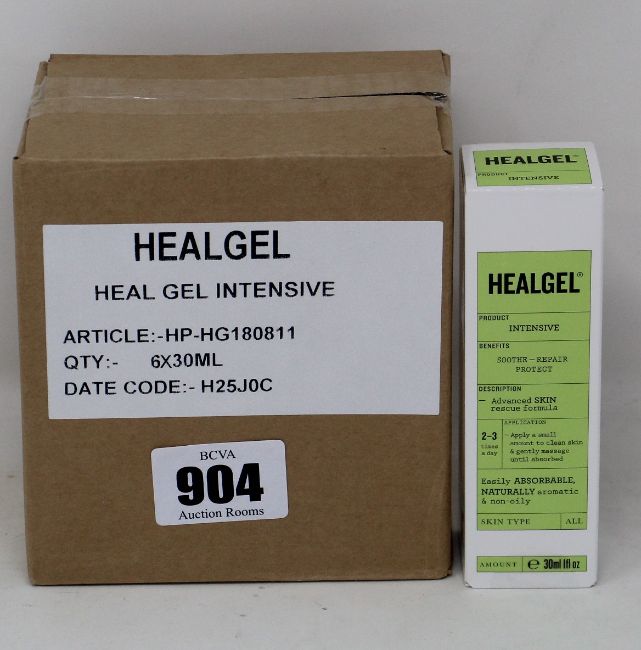 HEALGEL
HEAL GEL INTENSIVE
ARTICLE:-HP-HG180811
QTY:- 6X30ML
DATE CODE:- H25J0C
BCVA
904
Auction Rooms
HEALGEL®
PRODUCT
INTENSIVE
HEALGEL®
PRODUCT
INTENSIVE
BENEFITS
SOOTHE – REPAIR
PROTECT
DESCRIPTION
– Advanced SKIN
rescue formula
2-3
times
a day
APPLICATION
– Apply a small
amount to clean skin
& gently massage
until absorbed
Easily ABSORBABLE,
NATURALLY aromatic
& non-oily
SKIN TYPE ALL
AMOUNT ℮ 30ml 1fl oz